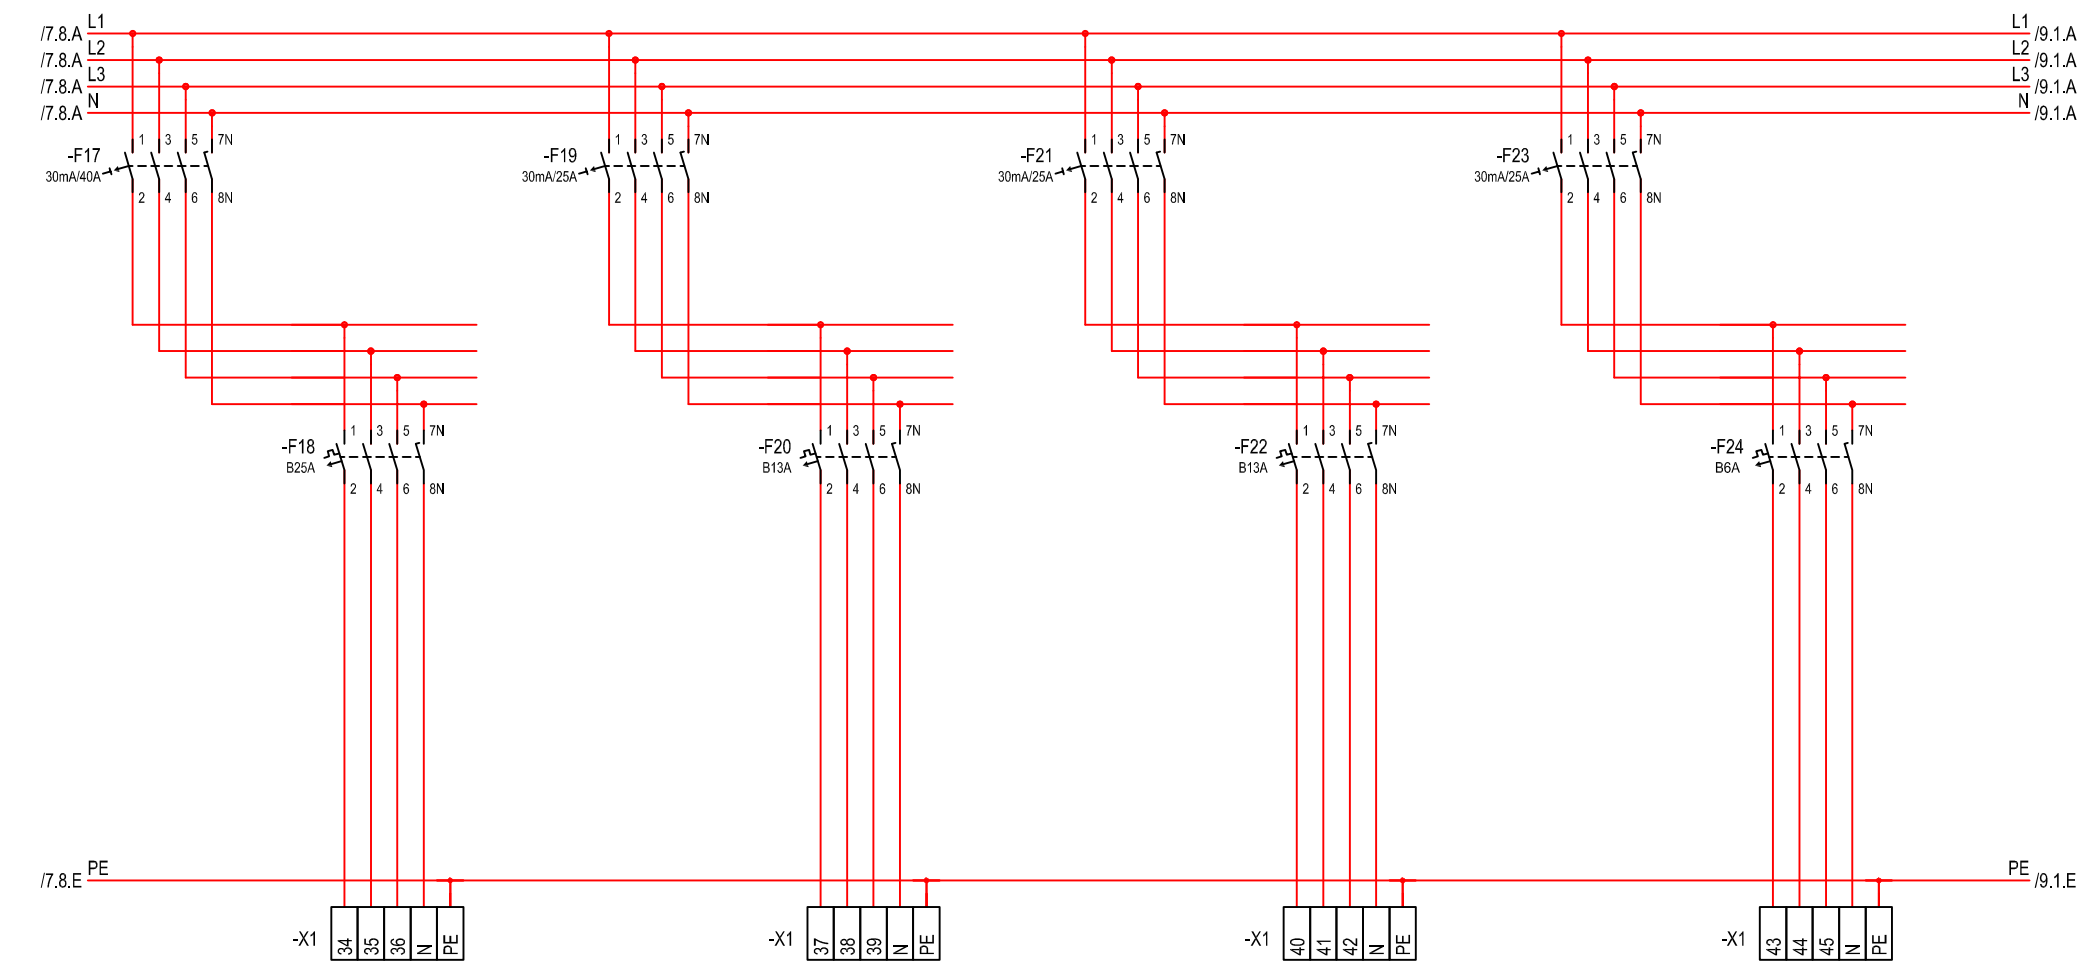 L1 L1
/7.8.A /9.1.A
L2 L2
/7.8.A /9.1.A
L3 L3
/7.8.A /9.1.A
N N
/7.8.A /9.1.A
1 3 5 7N 1 3 5 7N 1 3 5 7N 1 3 5 7N
-F17 -F19 -F21 -F23
30mA/40A 30mA/25A 30mA/25A 30mA/25A
2 4 6 8N 2 4 6 8N 2 4 6 8N 2 4 6 8N
1 3 5 7N 1 3 5 7N 1 3 5 7N 1 3 5 7N
-F18 -F20 -F22 -F24
B25A B13A B13A B6A
2 4 6 8N 2 4 6 8N 2 4 6 8N 2 4 6 8N
PE PE
/7.8.E /9.1.E
-X1 34 35 36 N PE -X1 37 38 39 N PE -X1 40 41 42 N PE -X1 43 44 45 N PE